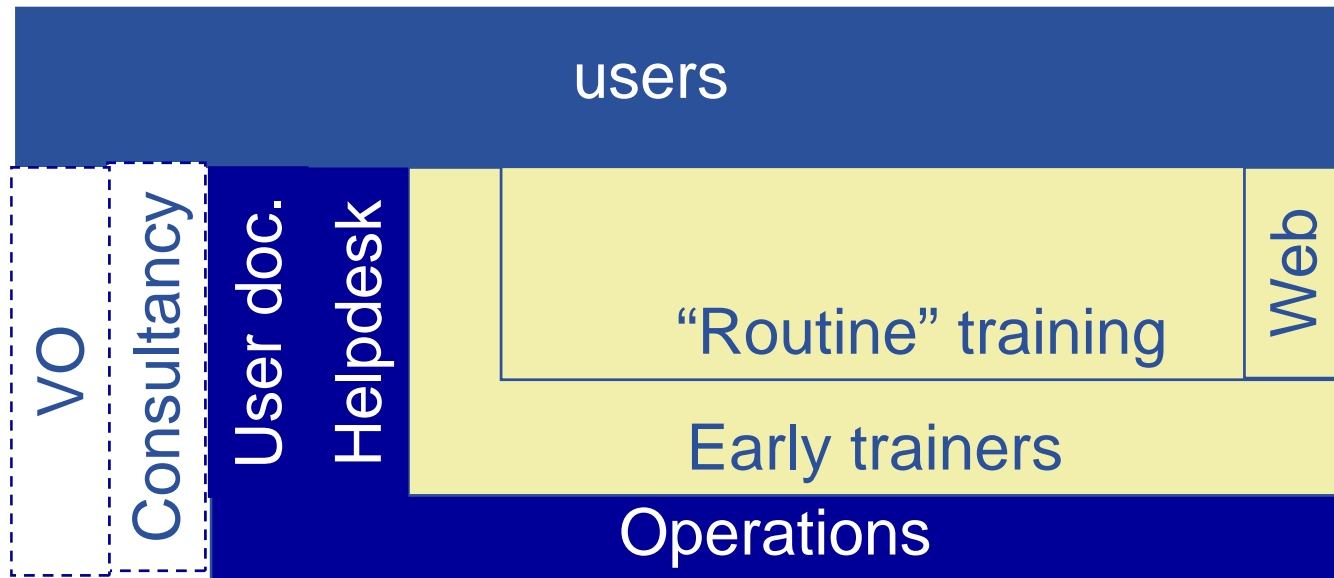 users
VO
Consultancy
User doc.
Helpdesk
“Routine” training
Web
Early trainers
Operations